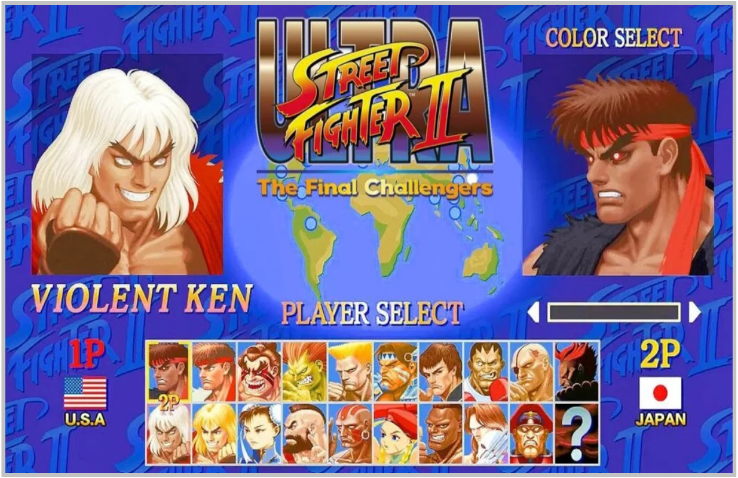 COLOR SELECT
ULTRA
STREET
FIGHTER II
The Final Challengers
VIOLENT KEN
PLAYER SELECT
1P
2P
2P
U.S.A
JAPAN
?